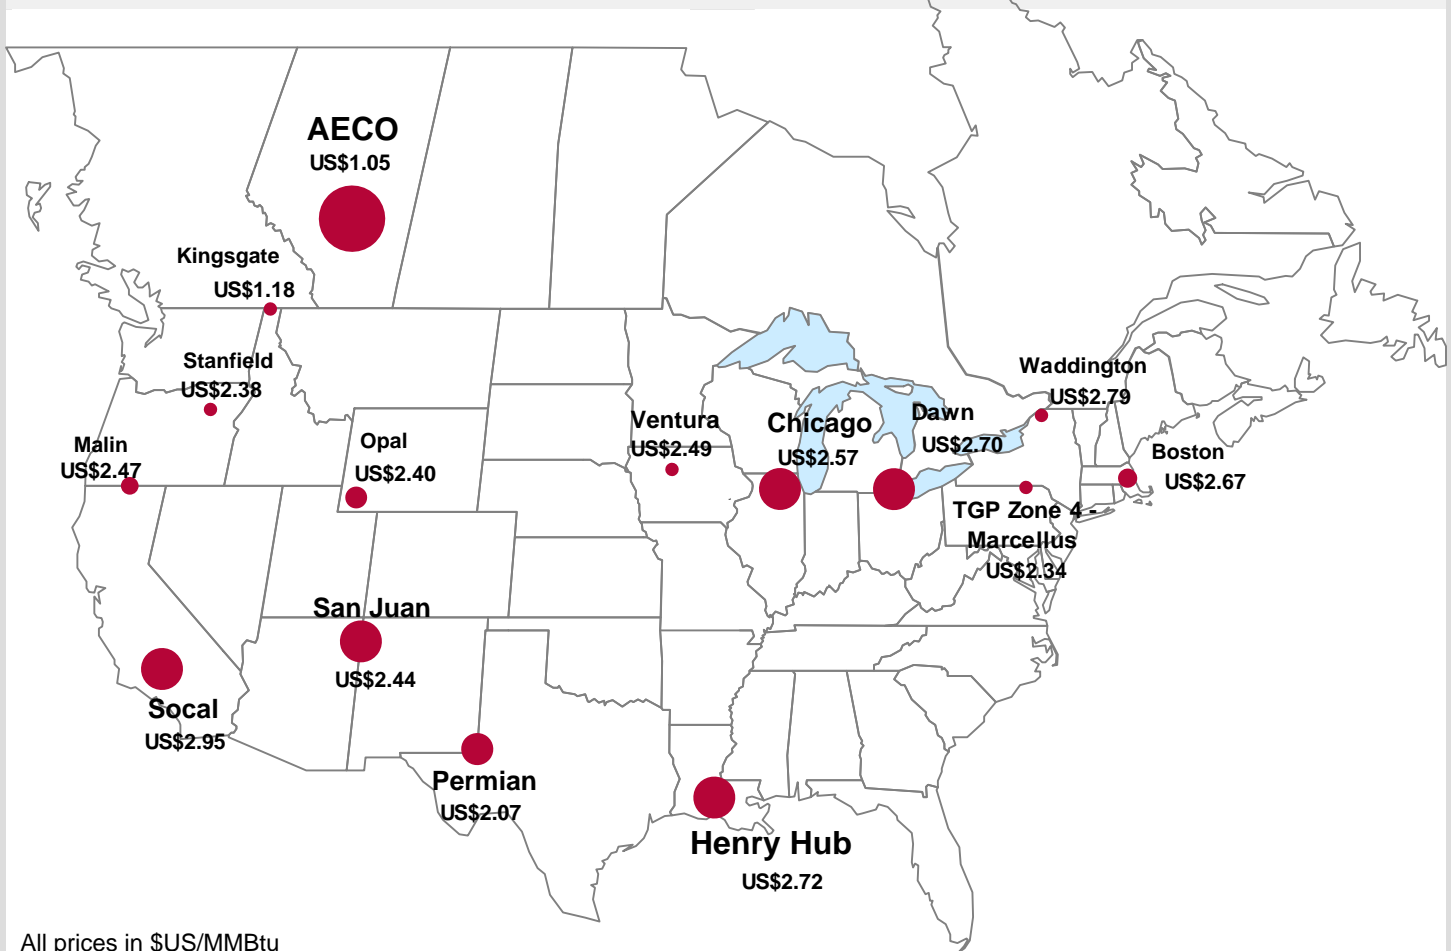 AECO
US$1.05
Kingsgate
US$1.18
Stanfield
US$2.38
Malin
US$2.47
Opal
US$2.40
Ventura
US$2.49
Chicago
US$2.57
Dawn
US$2.70
Waddington
US$2.79
Boston
US$2.67
TGP Zone 4 -
Marcellus
US$2.34
San Juan
US$2.44
Socal
US$2.95
Permian
US$2.07
Henry Hub
US$2.72
All prices in $US/MMBtu